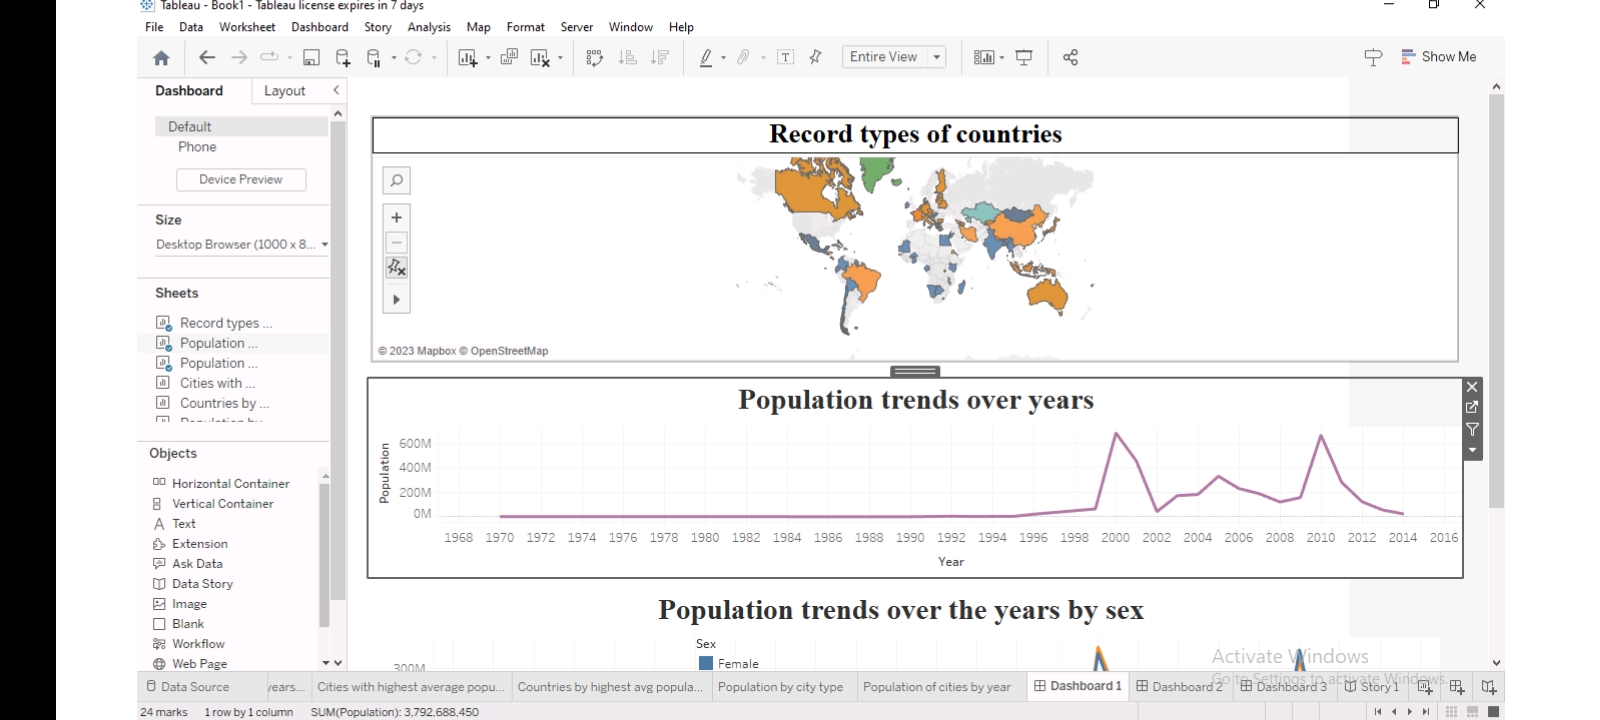 Tableau - Book1 - Tableau license expires in 7 days
File Data Worksheet Dashboard Story Analysis Map Format Server Window Help
Entire View
Show Me
Dashboard Layout
Default
Phone
Device Preview
Size
Desktop Browser (1000 x 8...
Sheets
Record types ...
Population ...
Population ...
Cities with ...
Countries by ...
Objects
Horizontal Container
Vertical Container
Text
Extension
Ask Data
Data Story
Image
Blank
Workflow
Web Page
Record types of countries
© 2023 Mapbox © OpenStreetMap
Population trends over years
Population
600M
400M
200M
0M
1968 1970 1972 1974 1976 1978 1980 1982 1984 1986 1988 1990 1992 1994 1996 1998 2000 2002 2004 2006 2008 2010 2012 2014 2016
Year
Population trends over the years by sex
300M
Sex
Female
Activate Windows
Go to Settings to activate Windows.
Data Source years... Cities with highest average popu... Countries by highest avg popula... Population by city type Population of cities by year Dashboard 1 Dashboard 2 Dashboard 3 Story 1
24 marks 1 row by 1 column SUM(Population): 3,792,688,450